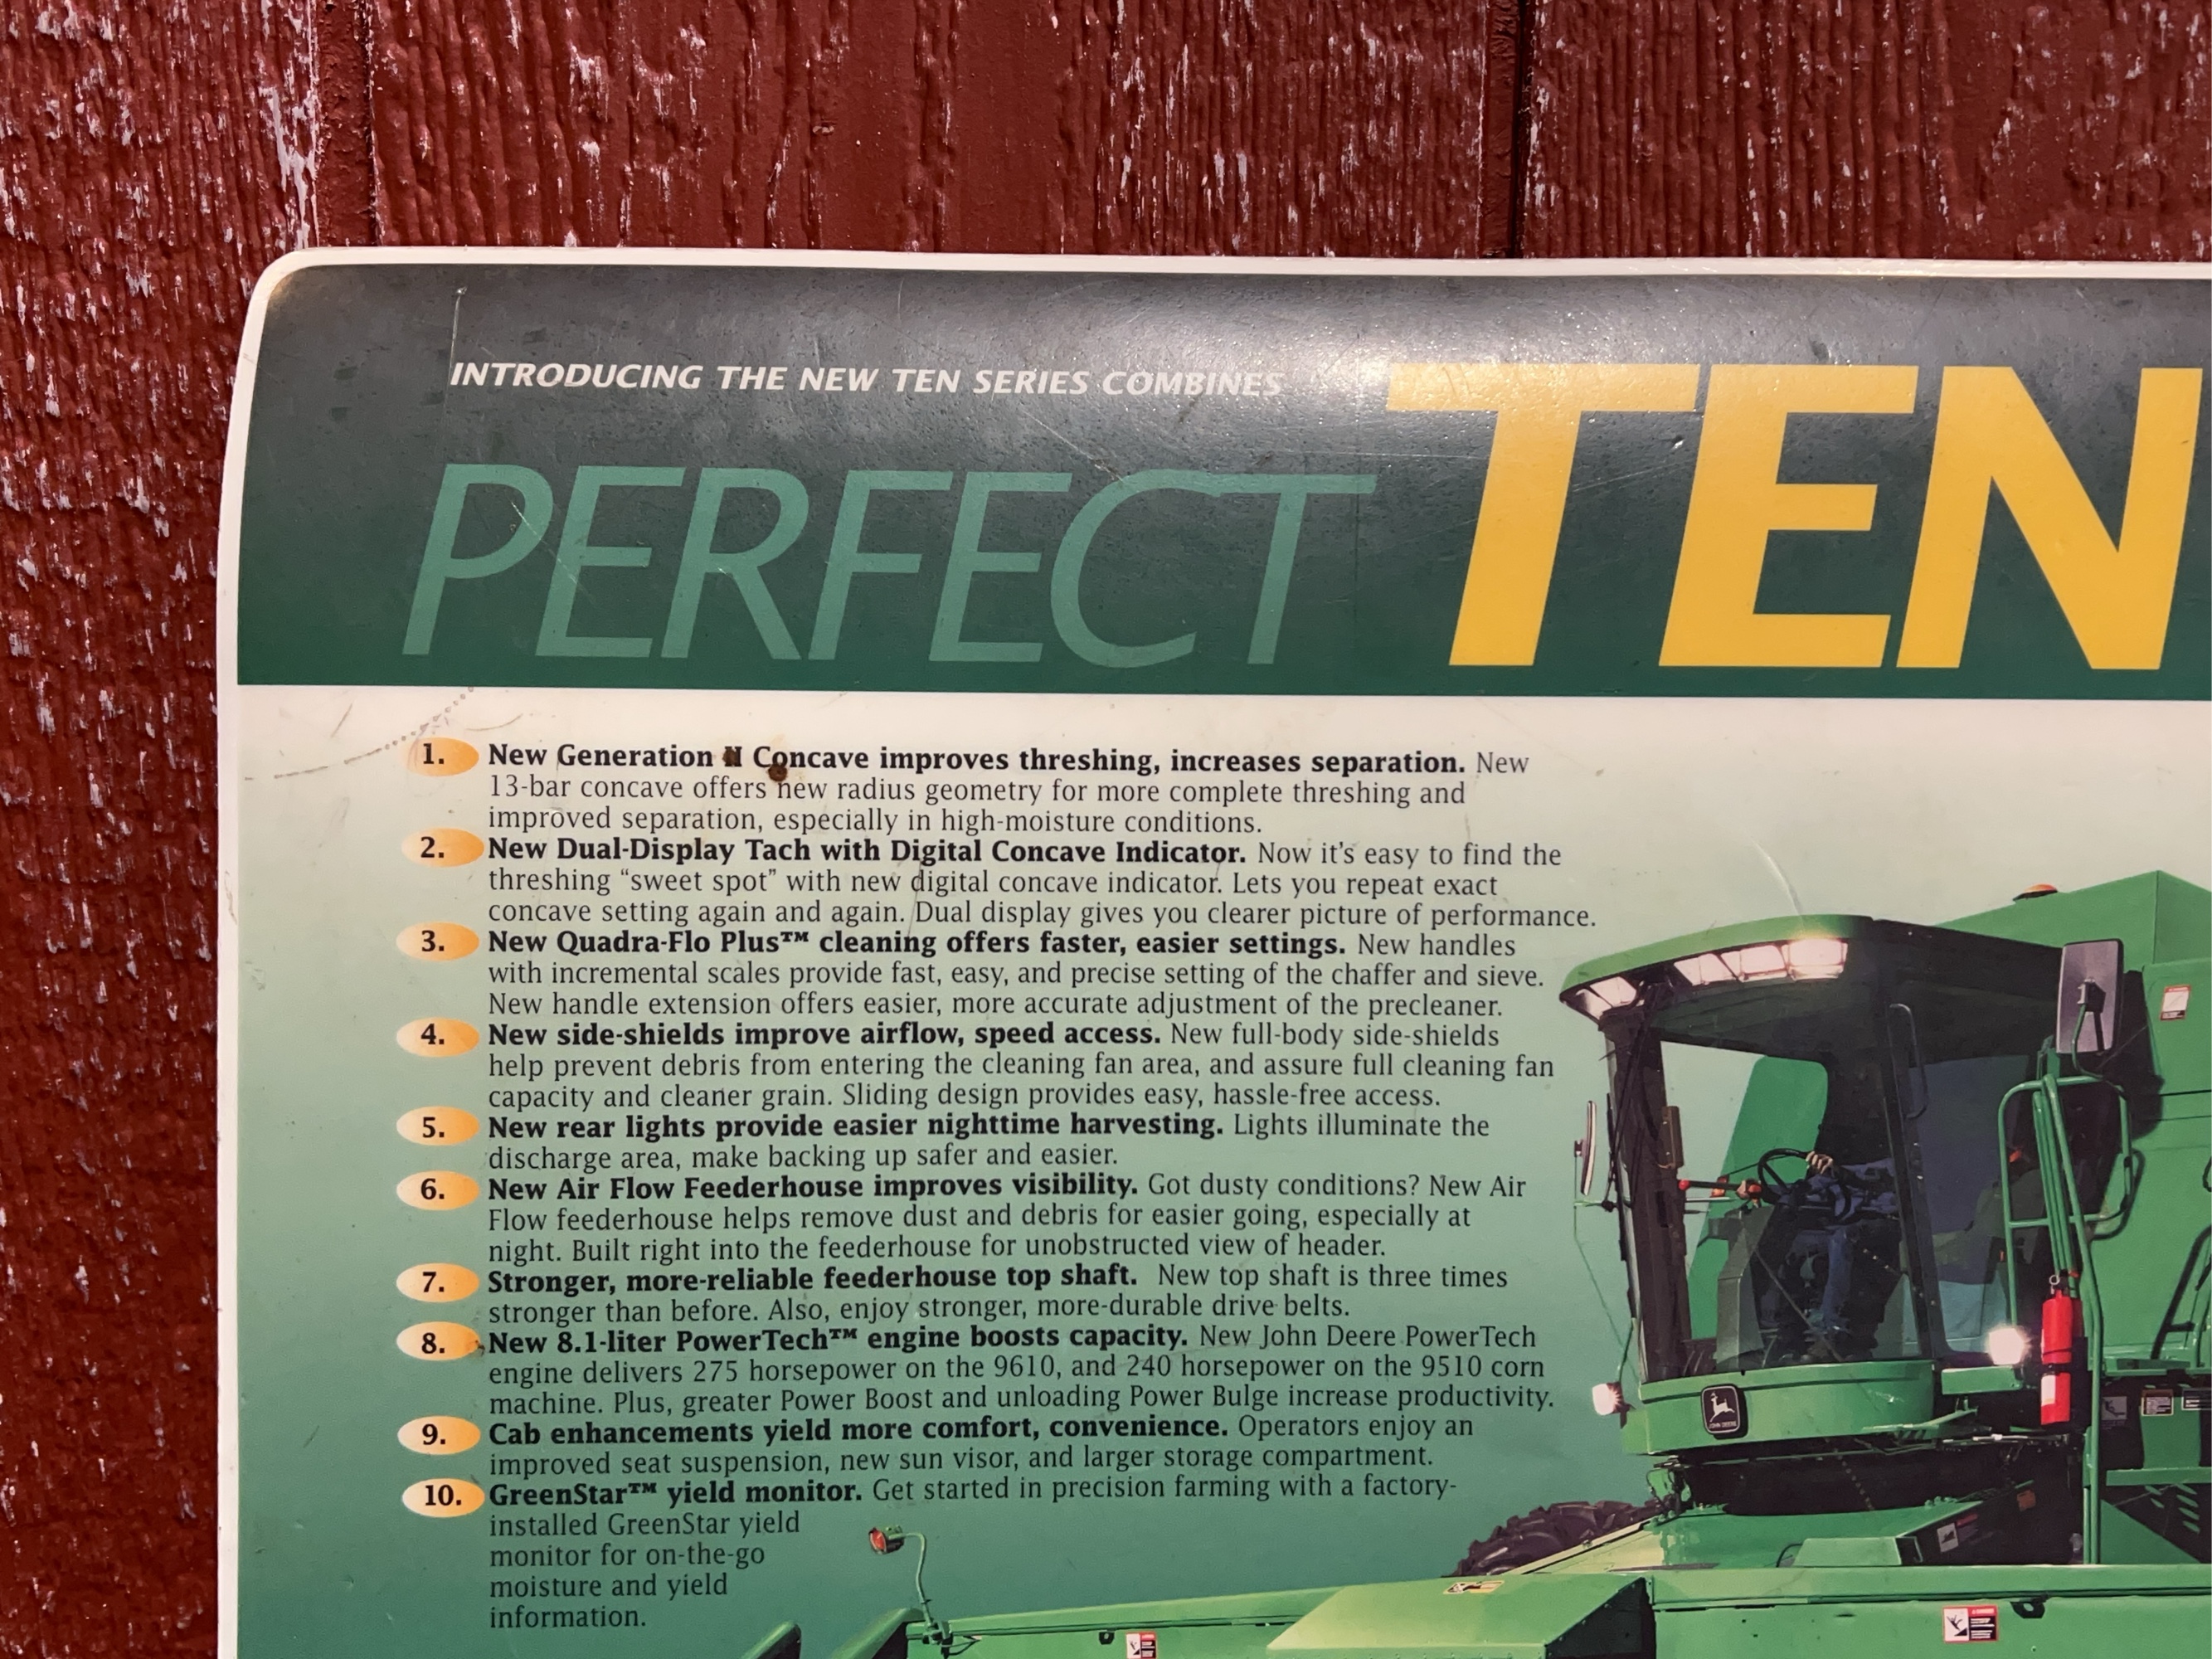 INTRODUCING THE NEW TEN SERIES COMBINES
PERFECT TEN
1. New Generation II Concave improves threshing, increases separation. New
13-bar concave offers new radius geometry for more complete threshing and
improved separation, especially in high-moisture conditions.
2. New Dual-Display Tach with Digital Concave Indicator. Now it's easy to find the
threshing “sweet spot” with new digital concave indicator. Lets you repeat exact
concave setting again and again. Dual display gives you clearer picture of performance.
3. New Quadra-Flo Plus™ cleaning offers faster, easier settings. New handles
with incremental scales provide fast, easy, and precise setting of the chaffer and sieve.
New handle extension offers easier, more accurate adjustment of the precleaner.
4. New side-shields improve airflow, speed access. New full-body side-shields
help prevent debris from entering the cleaning fan area, and assure full cleaning fan
capacity and cleaner grain. Sliding design provides easy, hassle-free access.
5. New rear lights provide easier nighttime harvesting. Lights illuminate the
discharge area, make backing up safer and easier.
6. New Air Flow Feederhouse improves visibility. Got dusty conditions? New Air
Flow feederhouse helps remove dust and debris for easier going, especially at
night. Built right into the feederhouse for unobstructed view of header.
7. Stronger, more-reliable feederhouse top shaft. New top shaft is three times
stronger than before. Also, enjoy stronger, more-durable drive belts.
8. New 8.1-liter PowerTech™ engine boosts capacity. New John Deere PowerTech
engine delivers 275 horsepower on the 9610, and 240 horsepower on the 9510 corn
machine. Plus, greater Power Boost and unloading Power Bulge increase productivity.
9. Cab enhancements yield more comfort, convenience. Operators enjoy an
improved seat suspension, new sun visor, and larger storage compartment.
10. GreenStar™ yield monitor. Get started in precision farming with a factory-
installed GreenStar yield
monitor for on-the-go
moisture and yield
information.
JOHN DEERE